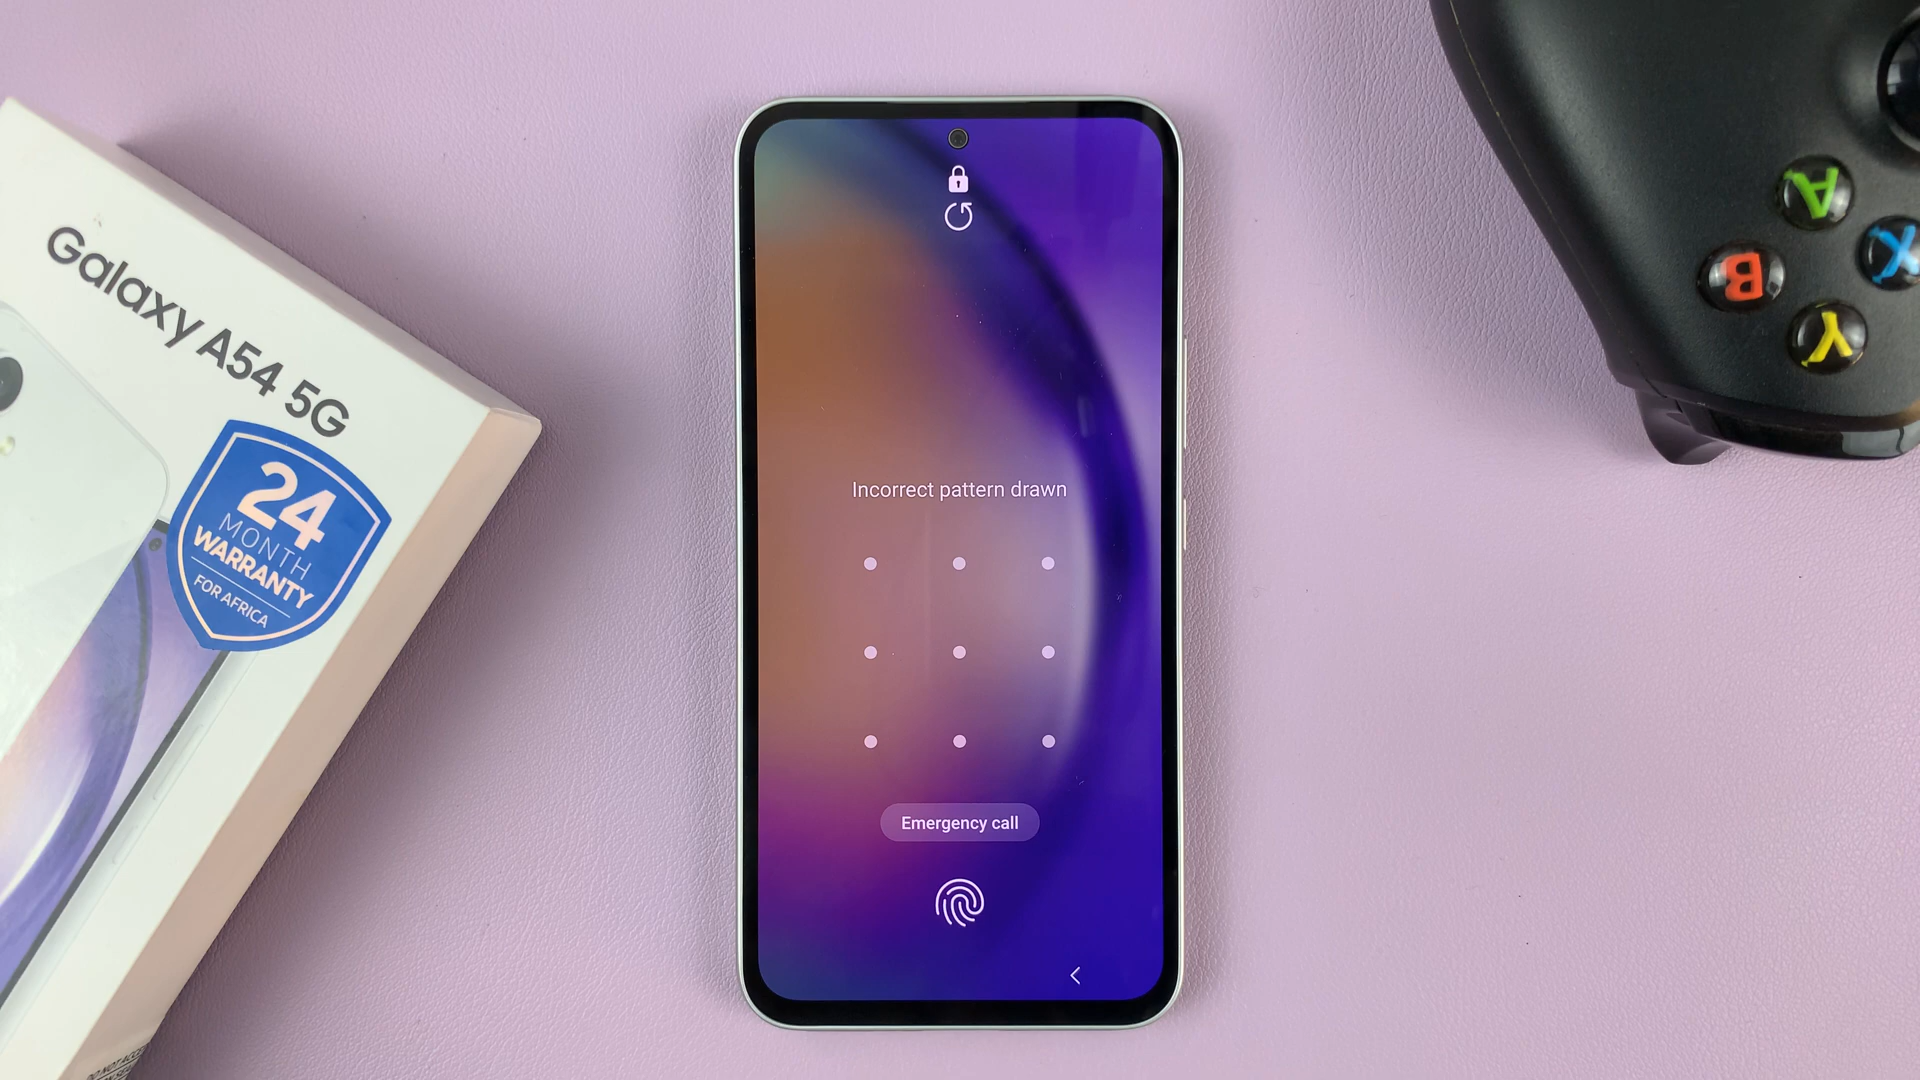 Galaxy A54 5G
24
MONTH
WARRANTY
FOR AFRICA
Incorrect pattern drawn
Emergency call
A
B
X
Y